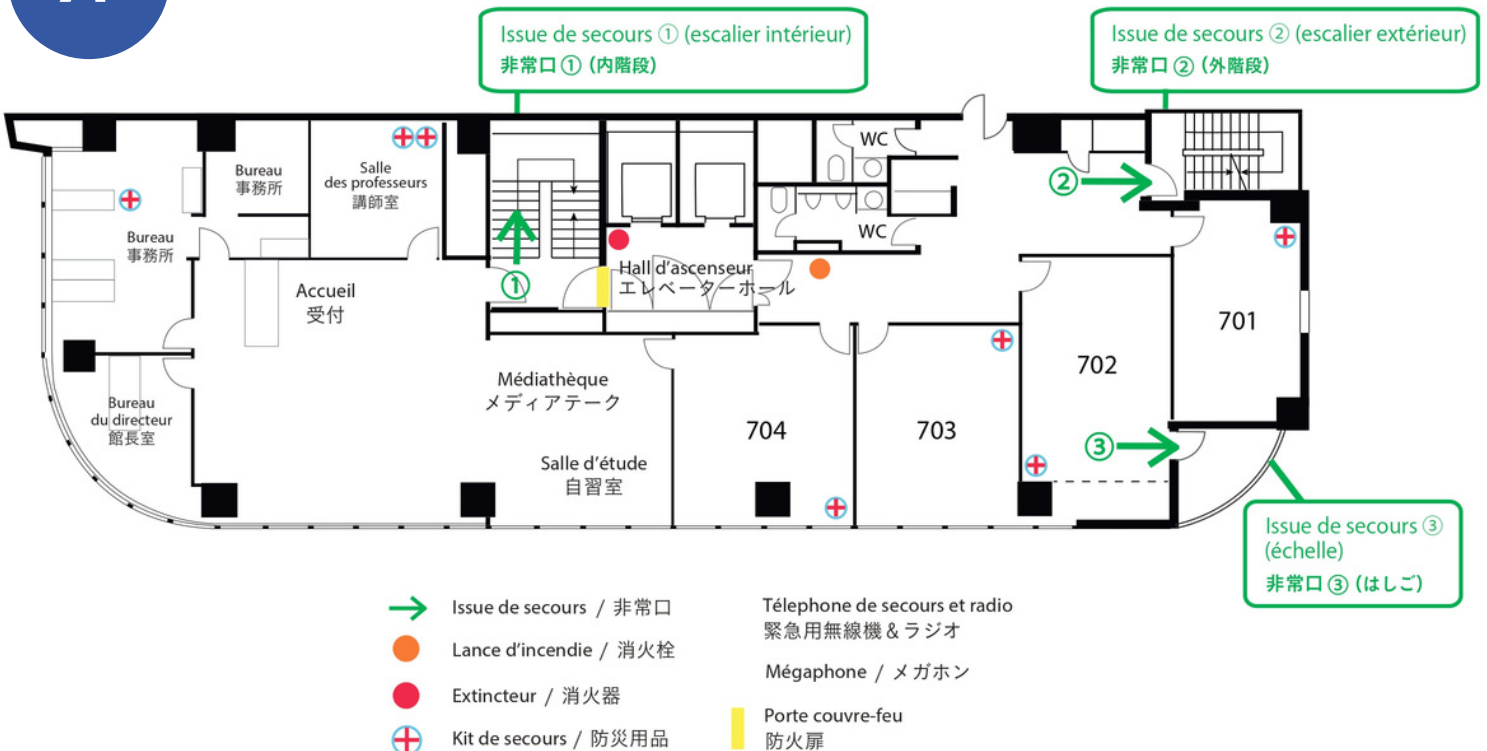 Issue de secours ① (escalier intérieur)
非常口 ① (内階段)
Issue de secours ② (escalier extérieur)
非常口 ② (外階段)
WC
Bureau
事務所
Salle
des professeurs
講師室
②
Bureau
事務所
WC
Hall d'ascenseur
エレベーターホール
①
Accueil
受付
701
702
Médiathèque
メディアテーク
Bureau
du directeur
館長室
704
703
③
Salle d'étude
自習室
Issue de secours ③
(échelle)
非常口 ③ (はしご)
Issue de secours / 非常口
Lance d'incendie / 消火栓
Extincteur / 消火器
Kit de secours / 防災用品
Télephone de secours et radio
緊急用無線機＆ラジオ
Mégaphone / メガホン
Porte couvre-feu
防火扉